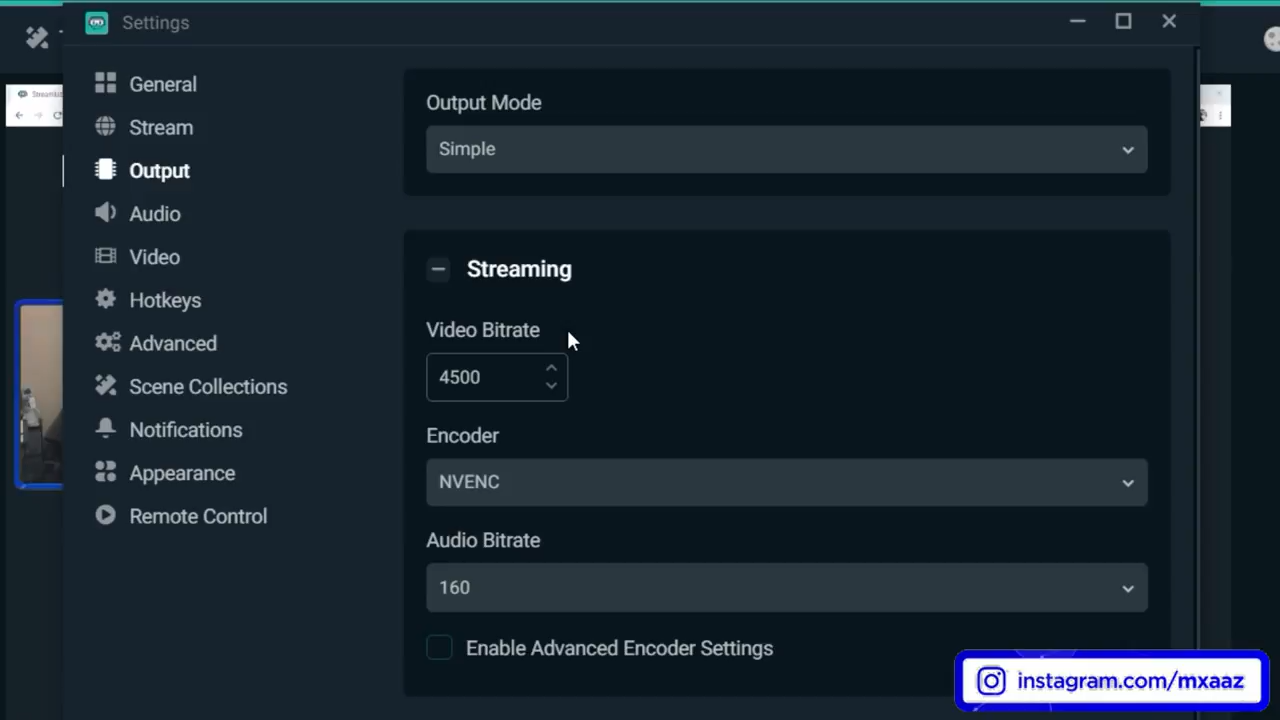 Settings
General
Stream
Output
Audio
Video
Hotkeys
Advanced
Scene Collections
Notifications
Appearance
Remote Control
Output Mode
Simple
Streaming
Video Bitrate
4500
Encoder
NVENC
Audio Bitrate
160
Enable Advanced Encoder Settings
instagram.com/mxaaz